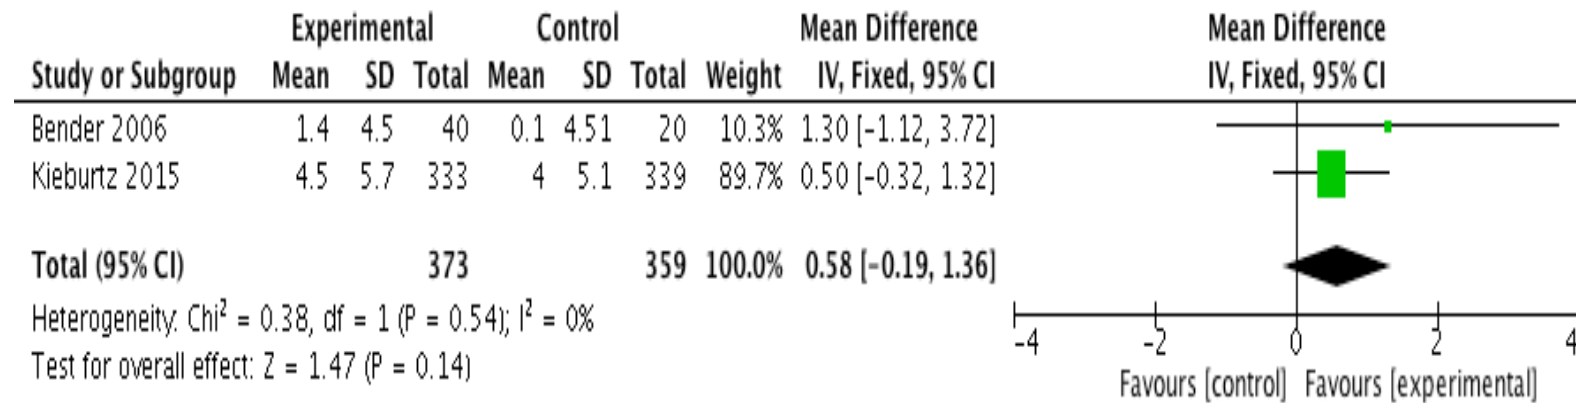 Experimental Control Mean Difference Mean Difference
Study or Subgroup Mean SD Total Mean SD Total Weight IV, Fixed, 95% CI IV, Fixed, 95% CI
Bender 2006 1.4 4.5 40 0.1 4.51 20 10.3% 1.30 [-1.12, 3.72]
Kieburtz 2015 4.5 5.7 333 4 5.1 339 89.7% 0.50 [-0.32, 1.32]
Total (95% CI) 373 359 100.0% 0.58 [-0.19, 1.36]
Heterogeneity: Chi² = 0.38, df = 1 (P = 0.54); I² = 0%
Test for overall effect: Z = 1.47 (P = 0.14)
-4 -2 0 2 4
Favours [control] Favours [experimental]